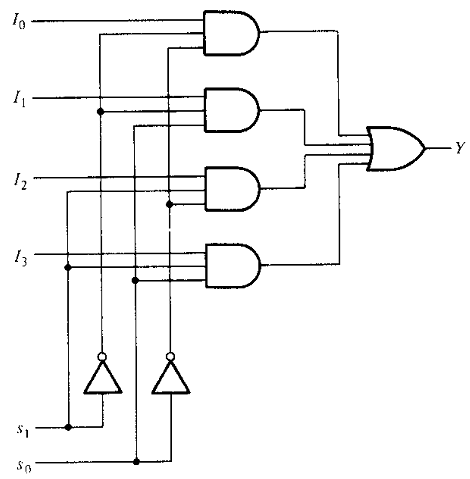 I₀
I₁
Y
I₂
I₃
s₁
s₀